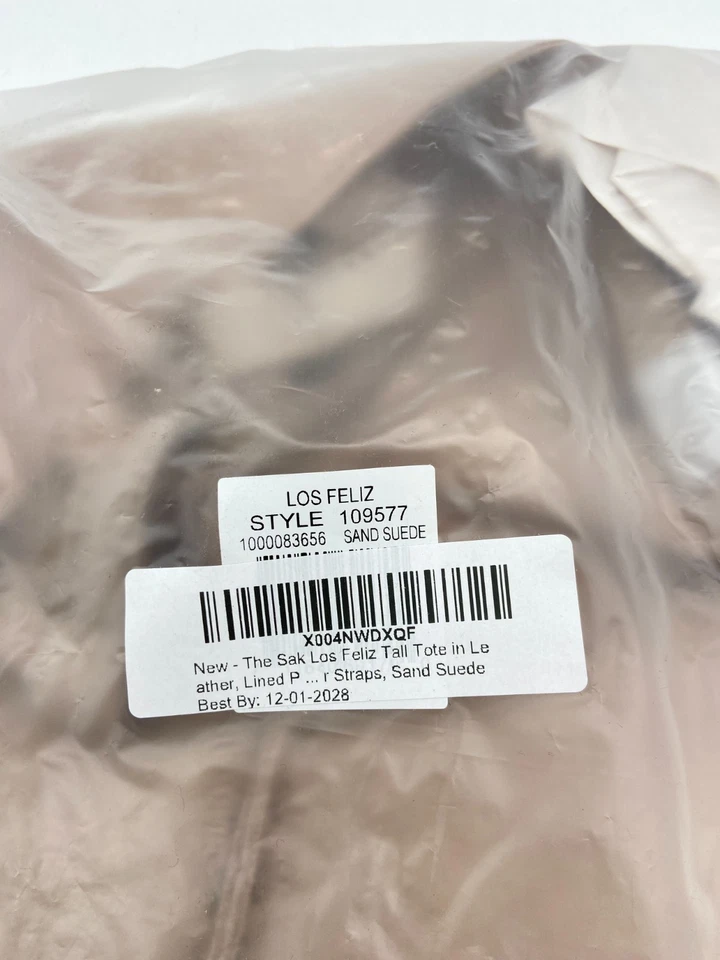 LOS FELIZ
STYLE 109577
1000083656 SAND SUEDE
X004NWDXQF
New - The Sak Los Feliz Tall Tote in Le
ather, Lined P ... r Straps, Sand Suede
Best By: 12-01-2028